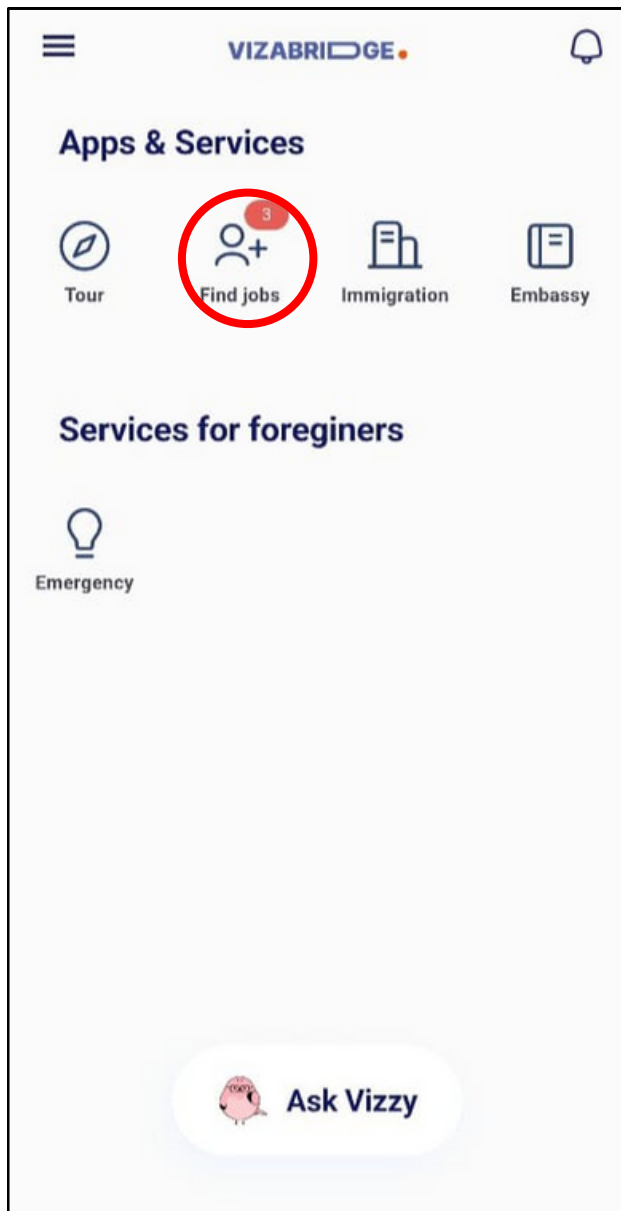 VIZABRIDGE.
Apps & Services
3
Tour
Find jobs
Immigration
Embassy
Services for foreginers
Emergency
Ask Vizzy